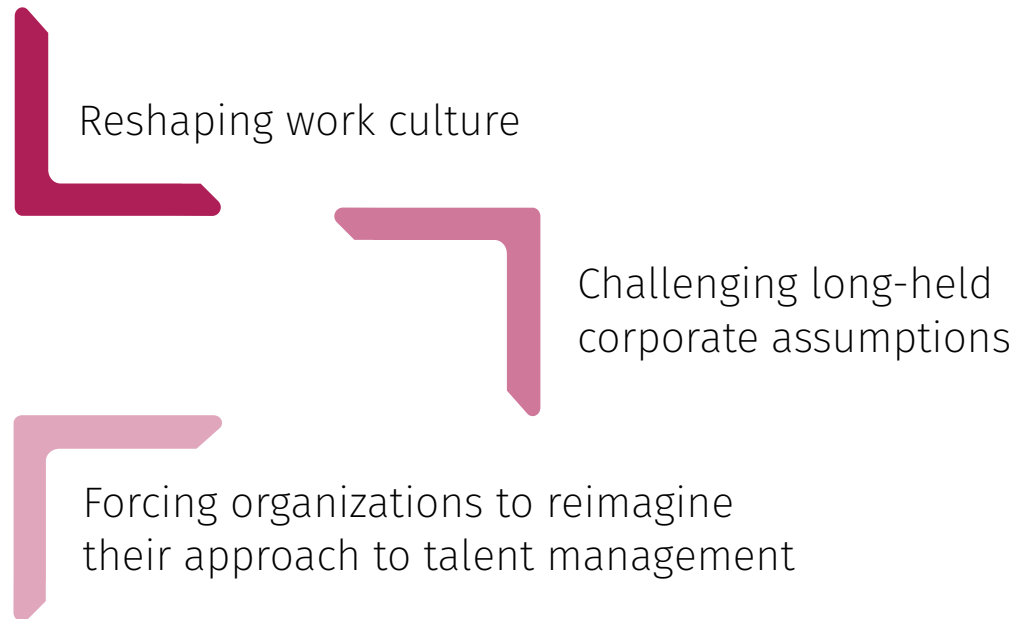 Reshaping work culture
Challenging long-held
corporate assumptions
Forcing organizations to reimagine
their approach to talent management